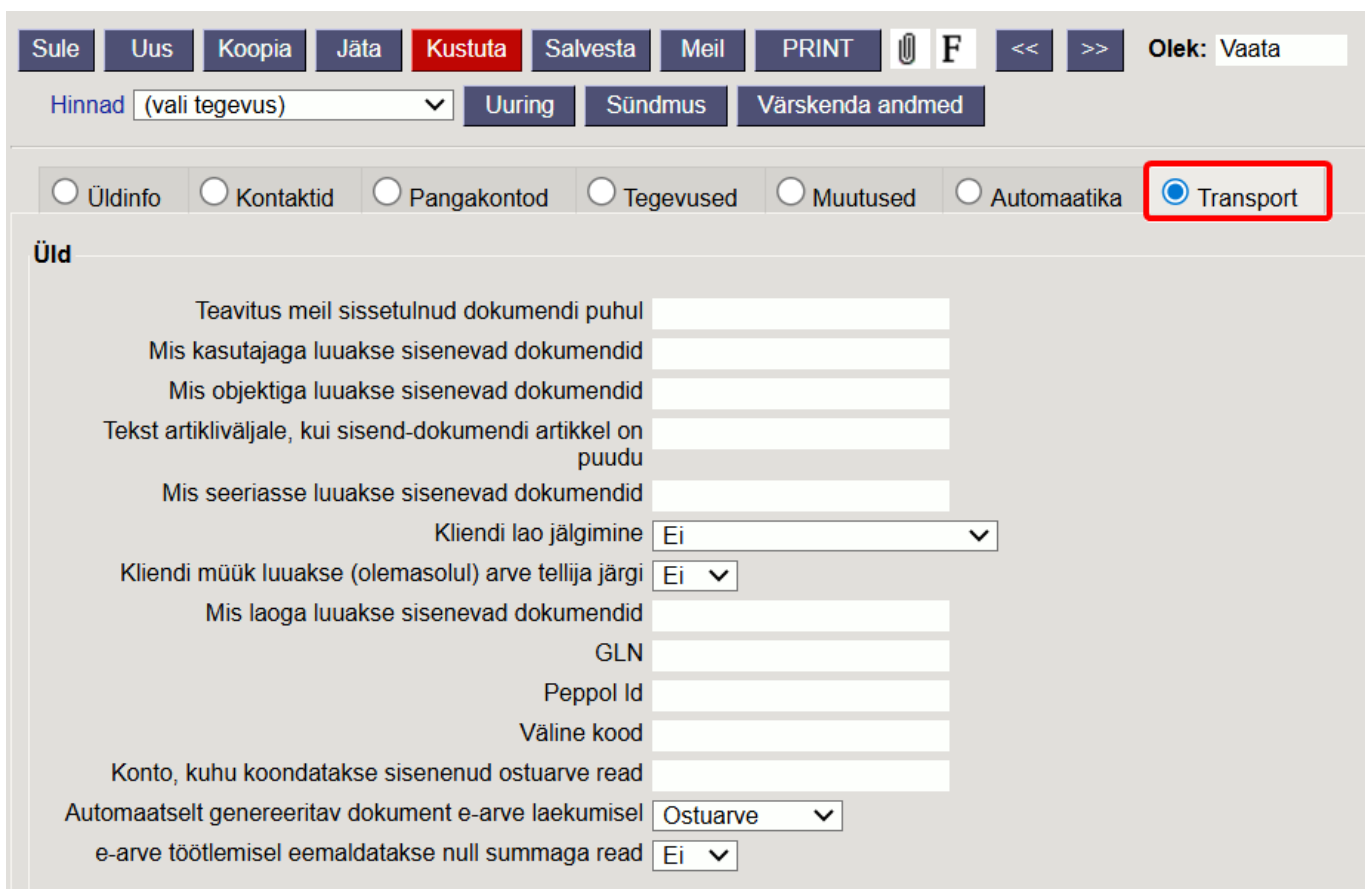 Sule Uus Koopia Jäta Kustuta Salvesta Meil PRINT F << >> Olek: Vaata
Hinnad (vali tegevus) Uuring Sündmus Värskenda andmed
Üldinfo Kontaktid Pangakontod Tegevused Muutused Automaatika Transport
Üld
Teavitus meil sissetulnud dokumendi puhul
Mis kasutajaga luuakse sisenevad dokumendid
Mis objektiga luuakse sisenevad dokumendid
Tekst artikliväljale, kui sisend-dokumendi artikkel on
puudu
Mis seeriasse luuakse sisenevad dokumendid
Kliendi lao jälgimine Ei
Kliendi müük luuakse (olemasolul) arve tellija järgi Ei
Mis laoga luuakse sisenevad dokumendid
GLN
Peppol Id
Väline kood
Konto, kuhu koondatakse sisenenud ostuarve read
Automaatselt genereeritav dokument e-arve laekumisel Ostuarve
e-arve töötlemisel eemaldatakse null summaga read Ei